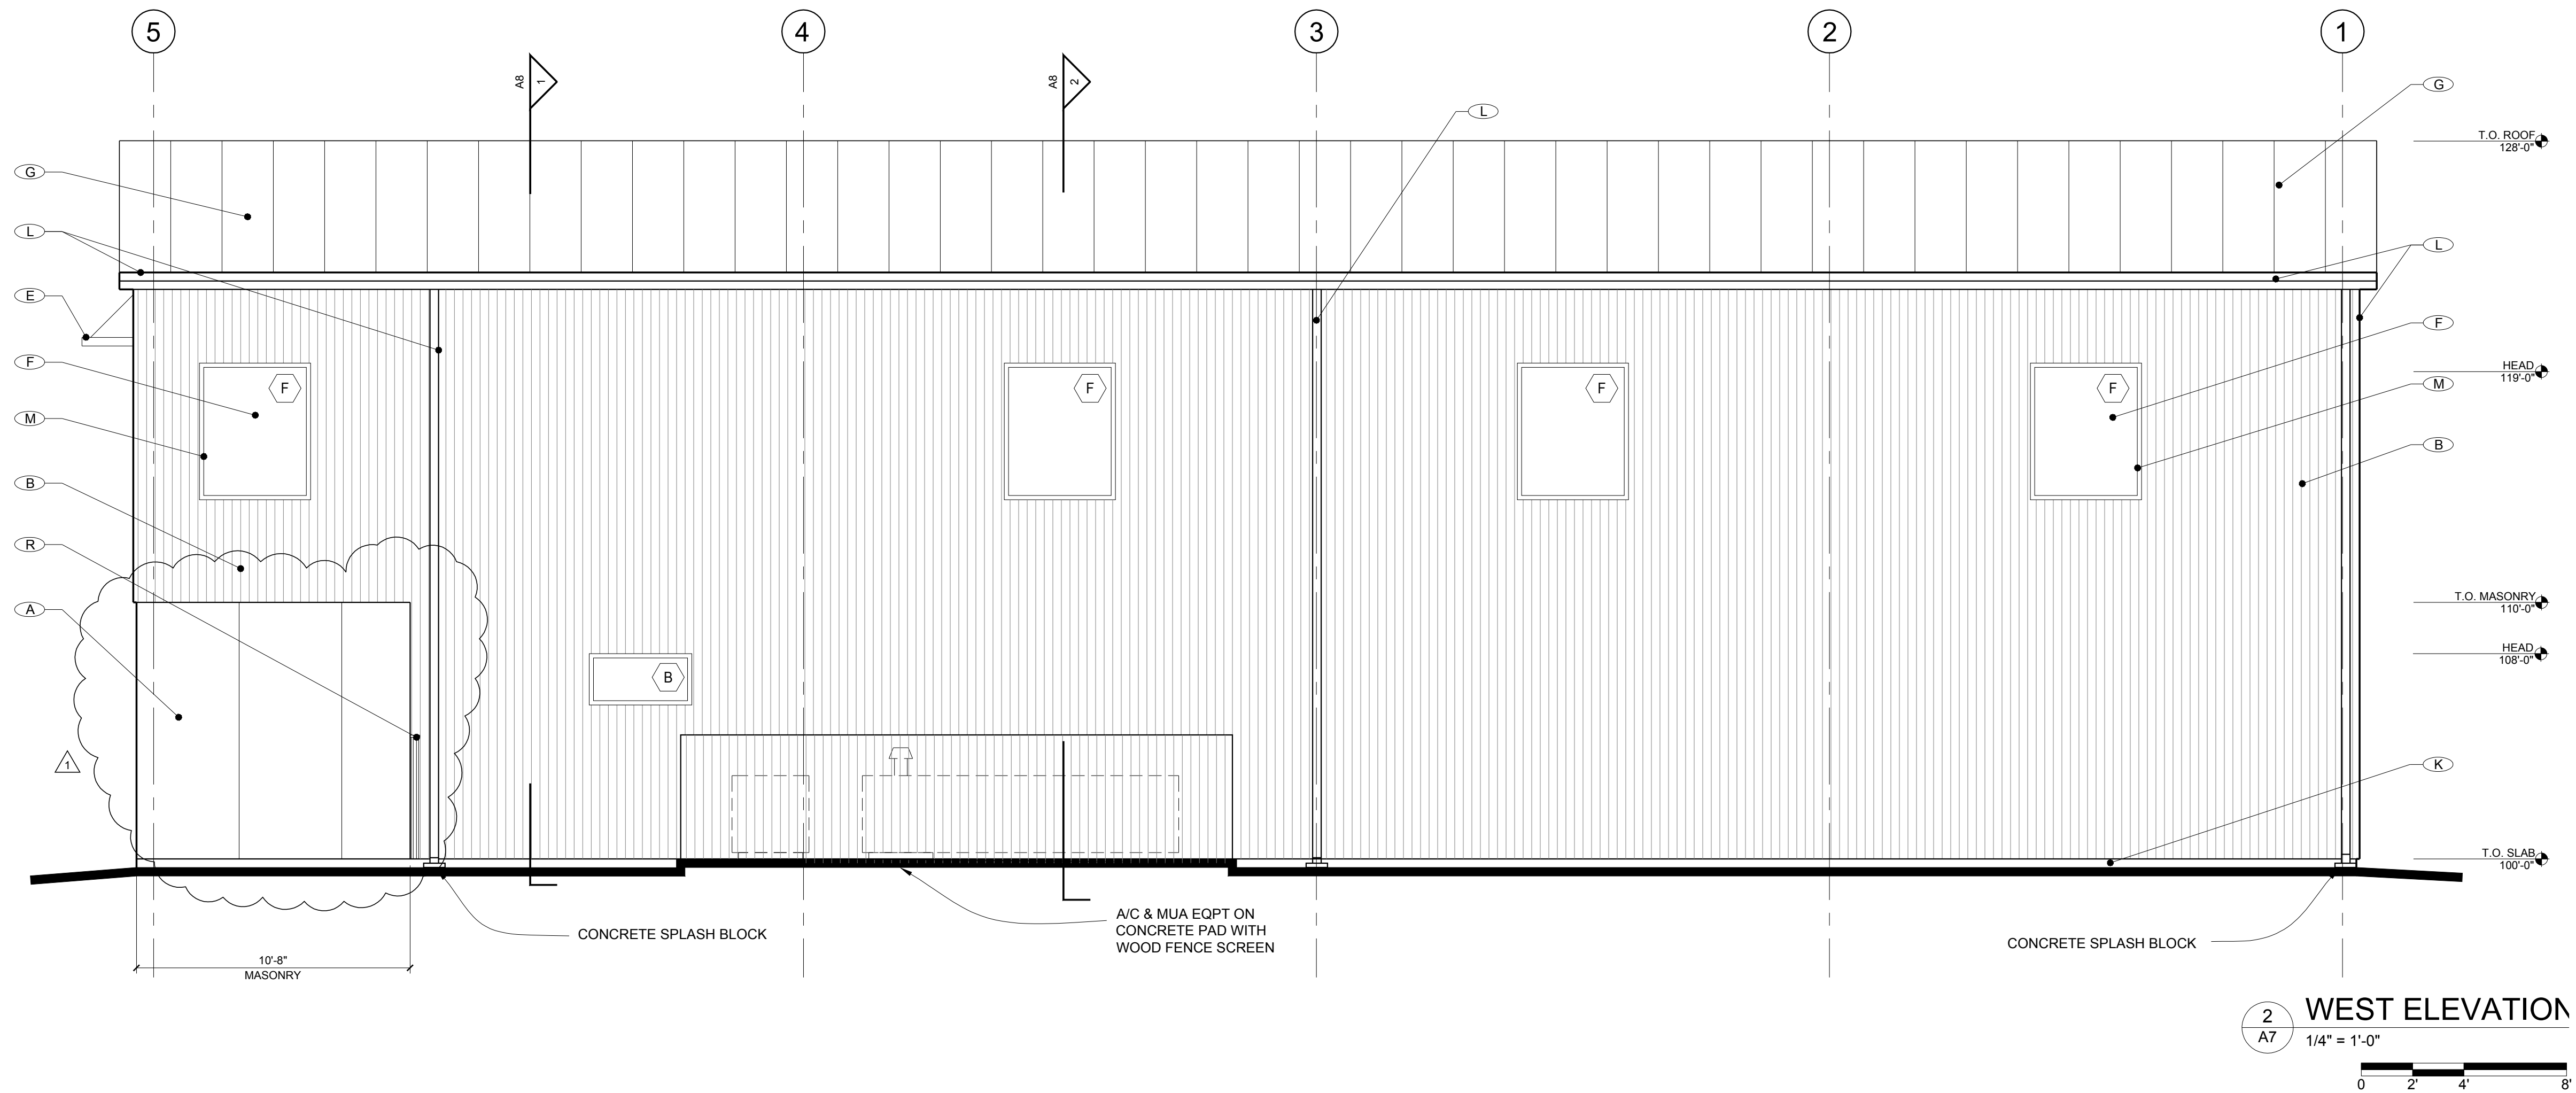 5
4
3
2
1
A8
1
A8
2
L
G
T.O. ROOF
128'-0"
G
L
L
E
F
F
HEAD
119'-0"
F
F
F
F
M
M
B
B
R
T.O. MASONRY
110'-0"
A
HEAD
108'-0"
B
1
K
T.O. SLAB
100'-0"
CONCRETE SPLASH BLOCK
A/C & MUA EQPT ON
CONCRETE PAD WITH
WOOD FENCE SCREEN
CONCRETE SPLASH BLOCK
10'-8"
MASONRY
2
A7
WEST ELEVATION
1/4" = 1'-0"
0 2' 4' 8'